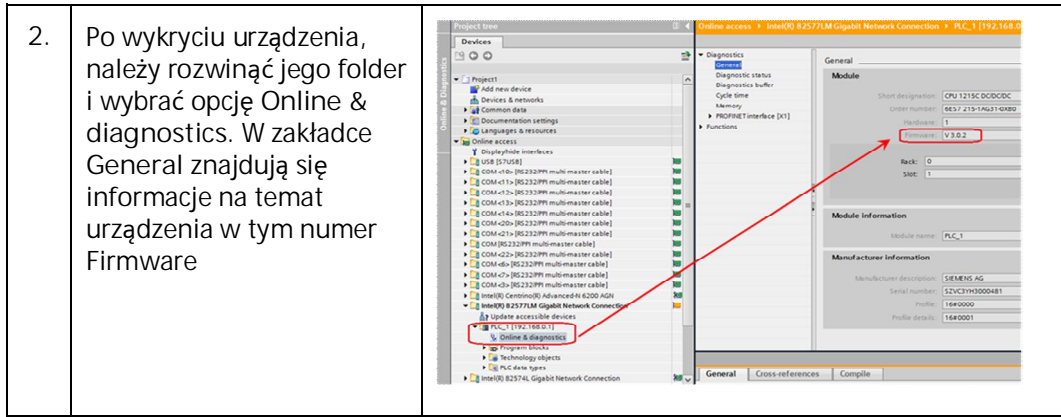 2.
Po wykryciu urządzenia,
należy rozwinąć jego folder
i wybrać opcję Online &
diagnostics. W zakładce
General znajdują się
informacje na temat
urządzenia w tym numer
Firmware
Project tree
Devices
Online & Diagnostics
Project1
Add new device
Devices & networks
Common data
Documentation settings
Languages & resources
Online access
Display/hide interfaces
USB [S7USB]
COM <10> [RS232/PPI multi-master cable]
COM <11> [RS232/PPI multi-master cable]
COM <12> [RS232/PPI multi-master cable]
COM <13> [RS232/PPI multi-master cable]
COM <14> [RS232/PPI multi-master cable]
COM <20> [RS232/PPI multi-master cable]
COM <21> [RS232/PPI multi-master cable]
COM [RS232/PPI multi-master cable]
COM <22> [RS232/PPI multi-master cable]
COM <6> [RS232/PPI multi-master cable]
COM <7> [RS232/PPI multi-master cable]
COM <3> [RS232/PPI multi-master cable]
Intel(R) Centrino(R) Advanced-N 6200 AGN
Intel(R) 82577LM Gigabit Network Connection
Update accessible devices
PLC_1 [192.168.0.1]
Online & diagnostics
Program blocks
Technology objects
PLC data types
Intel(R) 82574L Gigabit Network Connection
Online access > Intel(R) 82577LM Gigabit Network Connection > PLC_1 [192.168.0
Diagnostics
General
Diagnostic status
Diagnostics buffer
Cycle time
Memory
PROFINET interface [X1]
Functions
General
Module
Short designation: CPU 1215C DC/DC/DC
Order number: 6ES7 215-1AG31-0XB0
Hardware: 1
Firmware: V 3.0.2
Rack: 0
Slot: 1
Module information
Module name: PLC_1
Manufacturer information
Manufacturer description: SIEMENS AG
Serial number: SZVC3YH3000481
Profile: 16#0000
Profile details: 16#0001
General Cross-references Compile